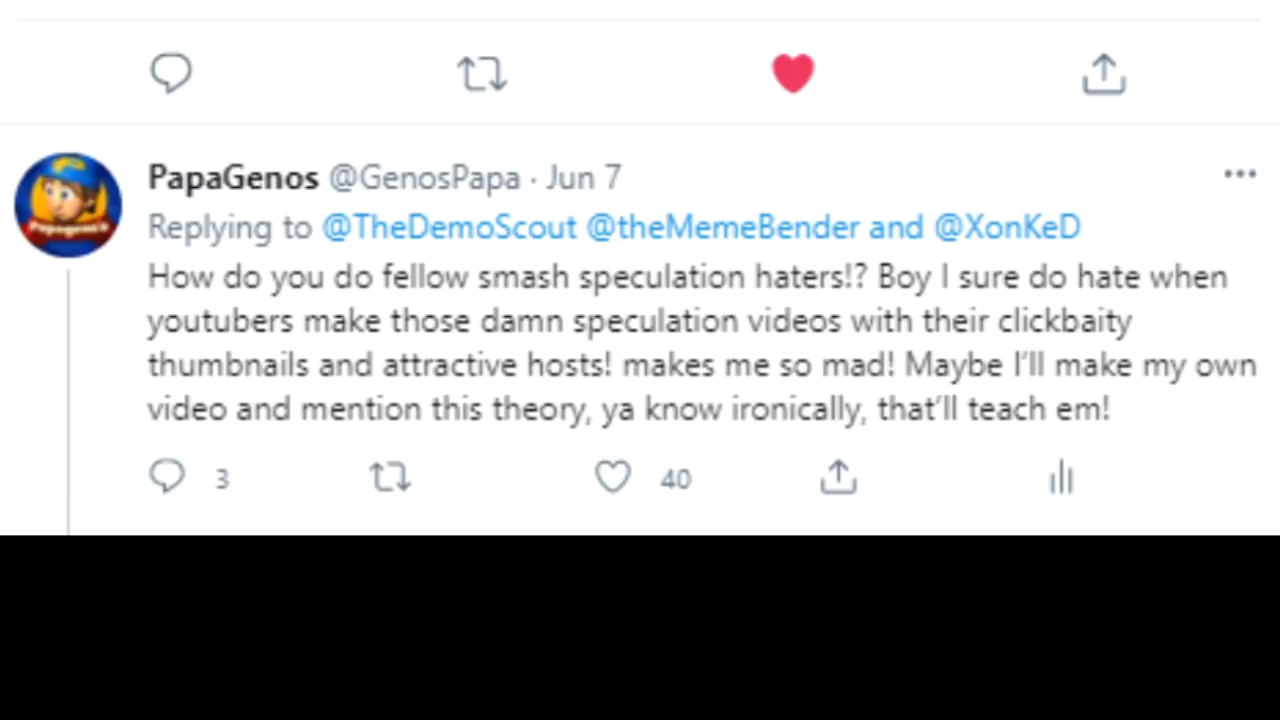 PapaGenos @GenosPapa · Jun 7
Replying to @TheDemoScout @theMemeBender and @XonKeD
How do you do fellow smash speculation haters!? Boy I sure do hate when
youtubers make those damn speculation videos with their clickbaity
thumbnails and attractive hosts! makes me so mad! Maybe I'll make my own
video and mention this theory, ya know ironically, that'll teach em!
3 40